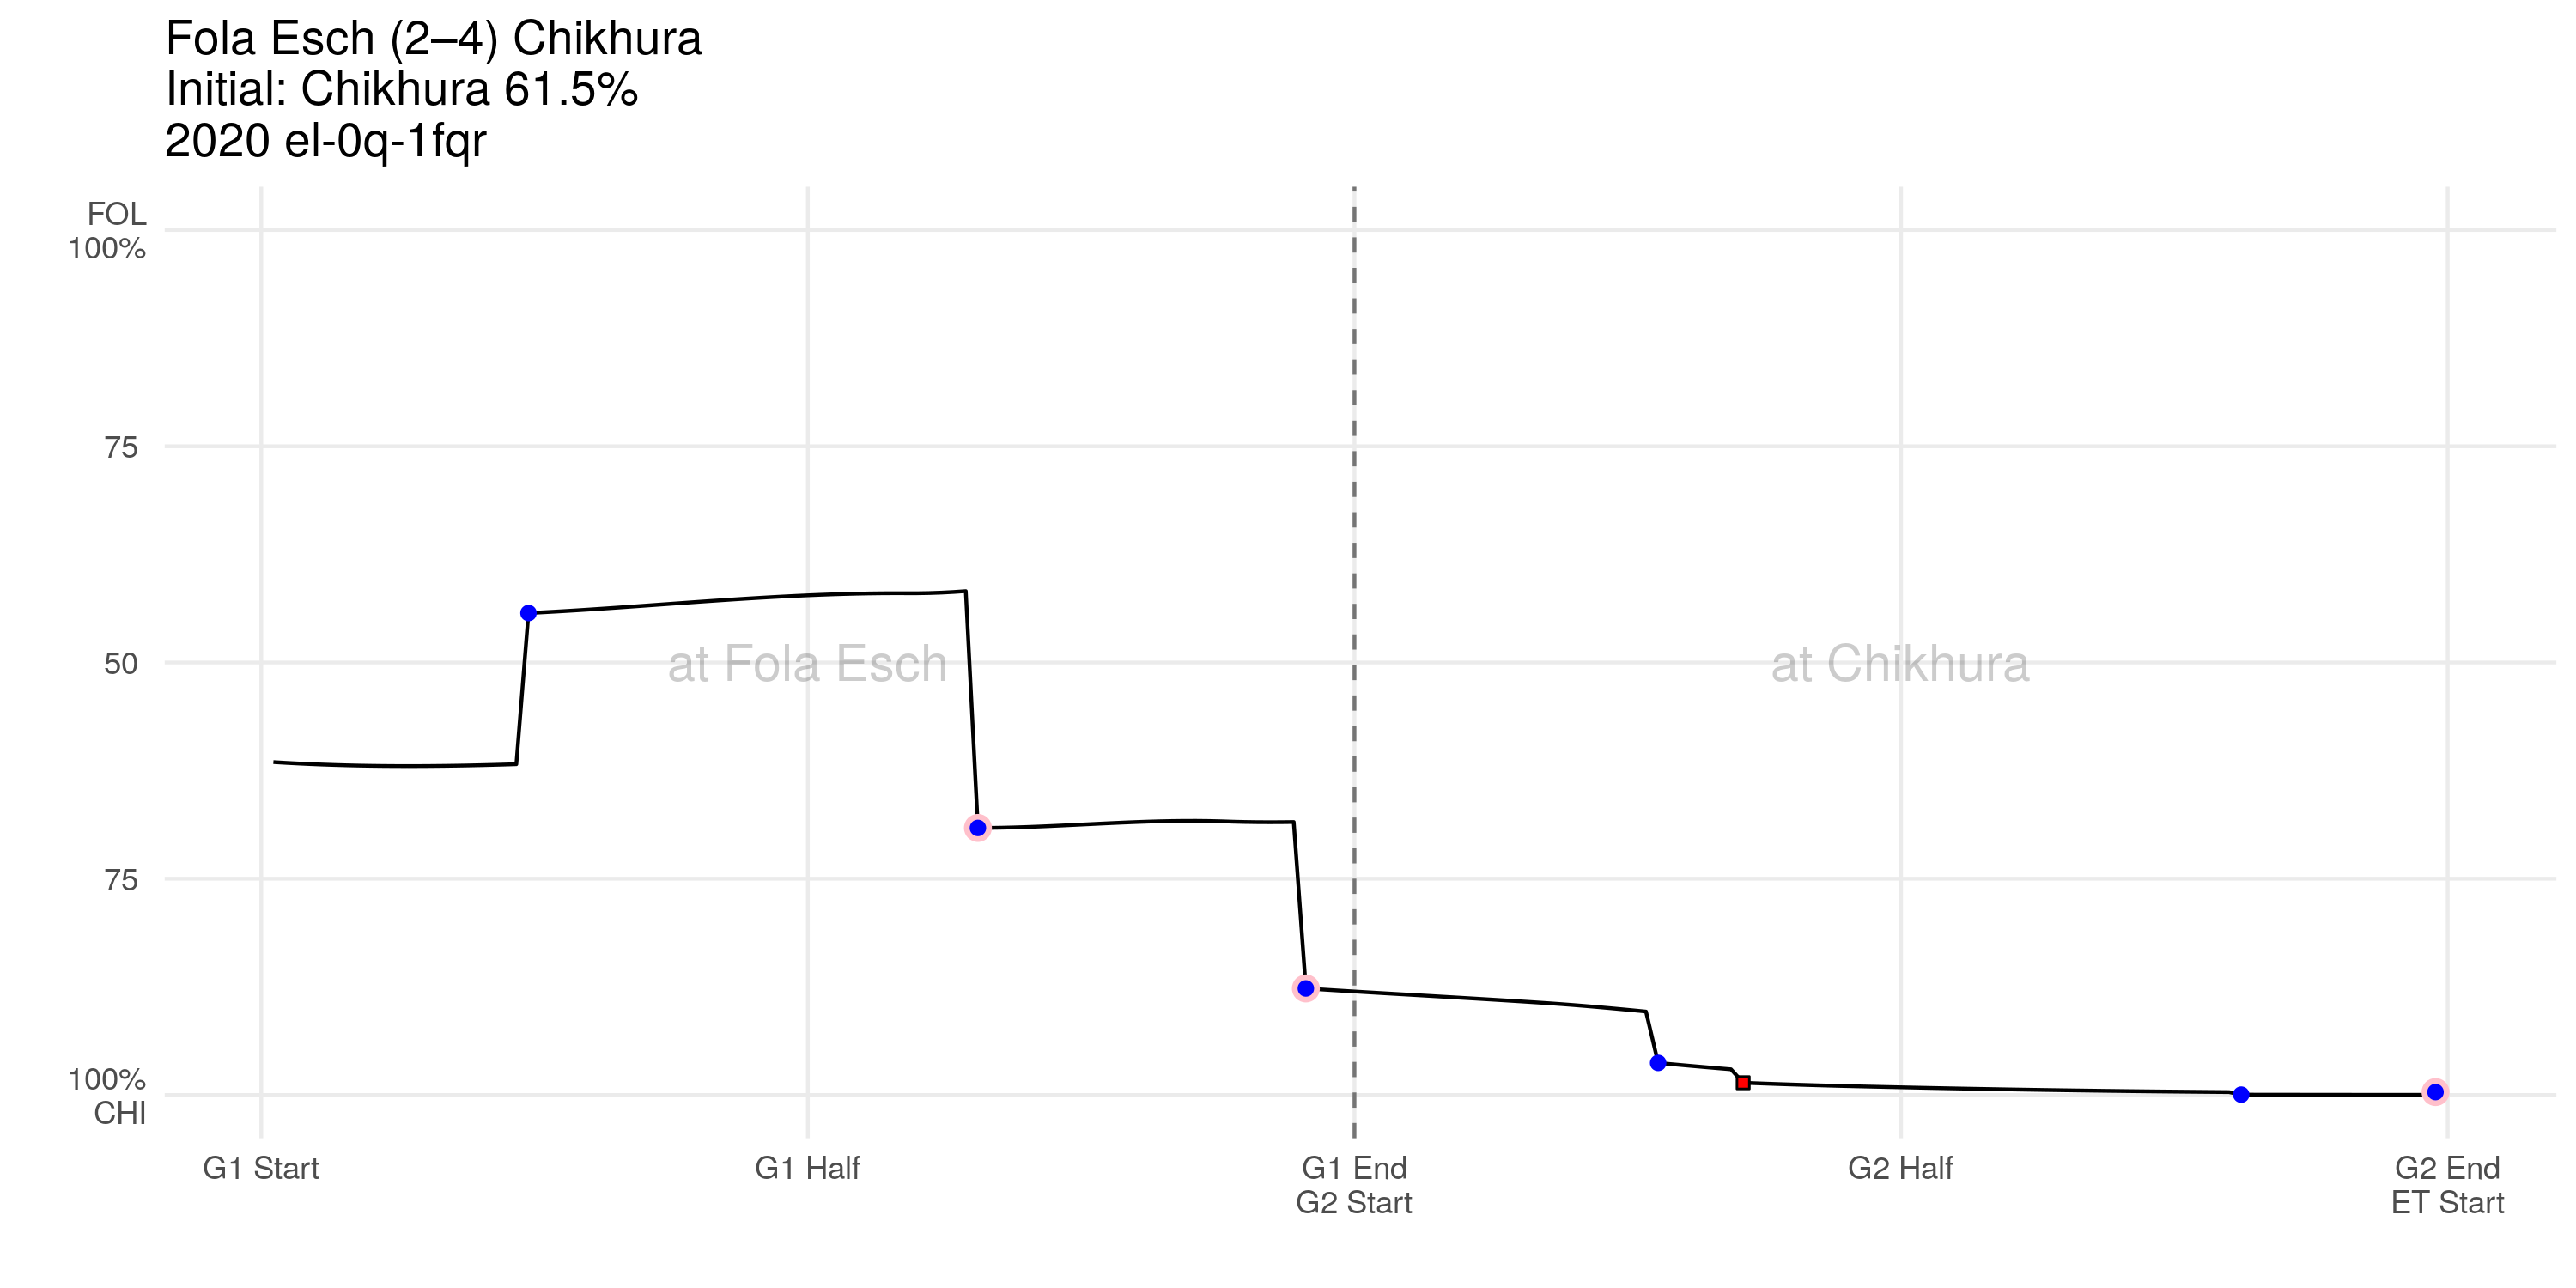 Fola Esch (2–4) Chikhura
Initial: Chikhura 61.5%
2020 el-0q-1fqr
FOL
100%
75
50
75
100%
CHI
at Fola Esch
at Chikhura
G1 Start
G1 Half
G1 End
G2 Start
G2 Half
G2 End
ET Start